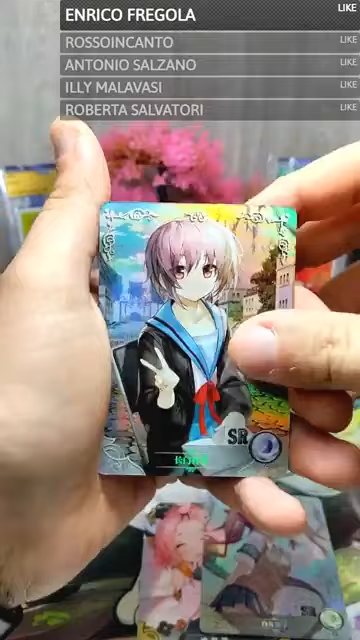 ENRICO FREGOLA LIKE
ROSSOINCANTO LIKE
ANTONIO SALZANO LIKE
ILLY MALAVASI LIKE
ROBERTA SALVATORI LIKE
SR